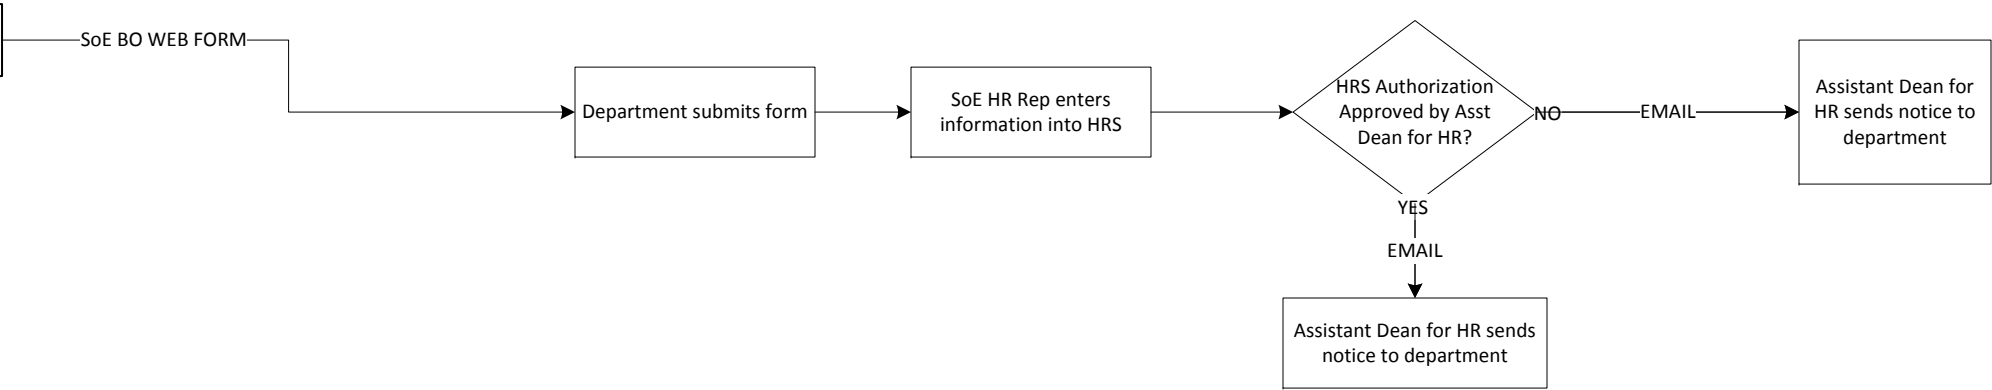 SoE BO WEB FORM
Department submits form
SoE HR Rep enters
information into HRS
HRS Authorization
Approved by Asst
Dean for HR?
NO
EMAIL
Assistant Dean for
HR sends notice to
department
YES
EMAIL
Assistant Dean for HR sends
notice to department